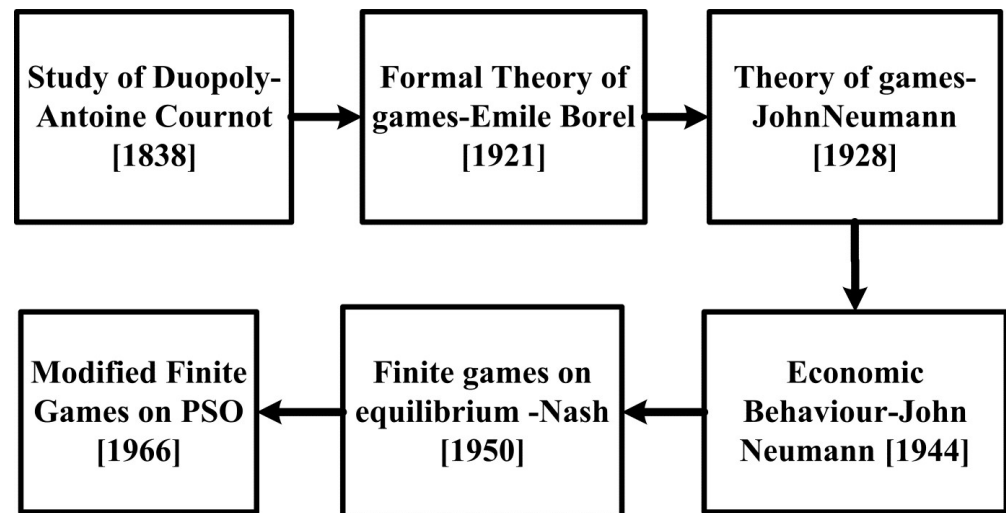 Study of Duopoly-
Antoine Cournot
[1838]
Formal Theory of
games-Emile Borel
[1921]
Theory of games-
JohnNeumann
[1928]
Economic
Behaviour-John
Neumann [1944]
Finite games on
equilibrium -Nash
[1950]
Modified Finite
Games on PSO
[1966]